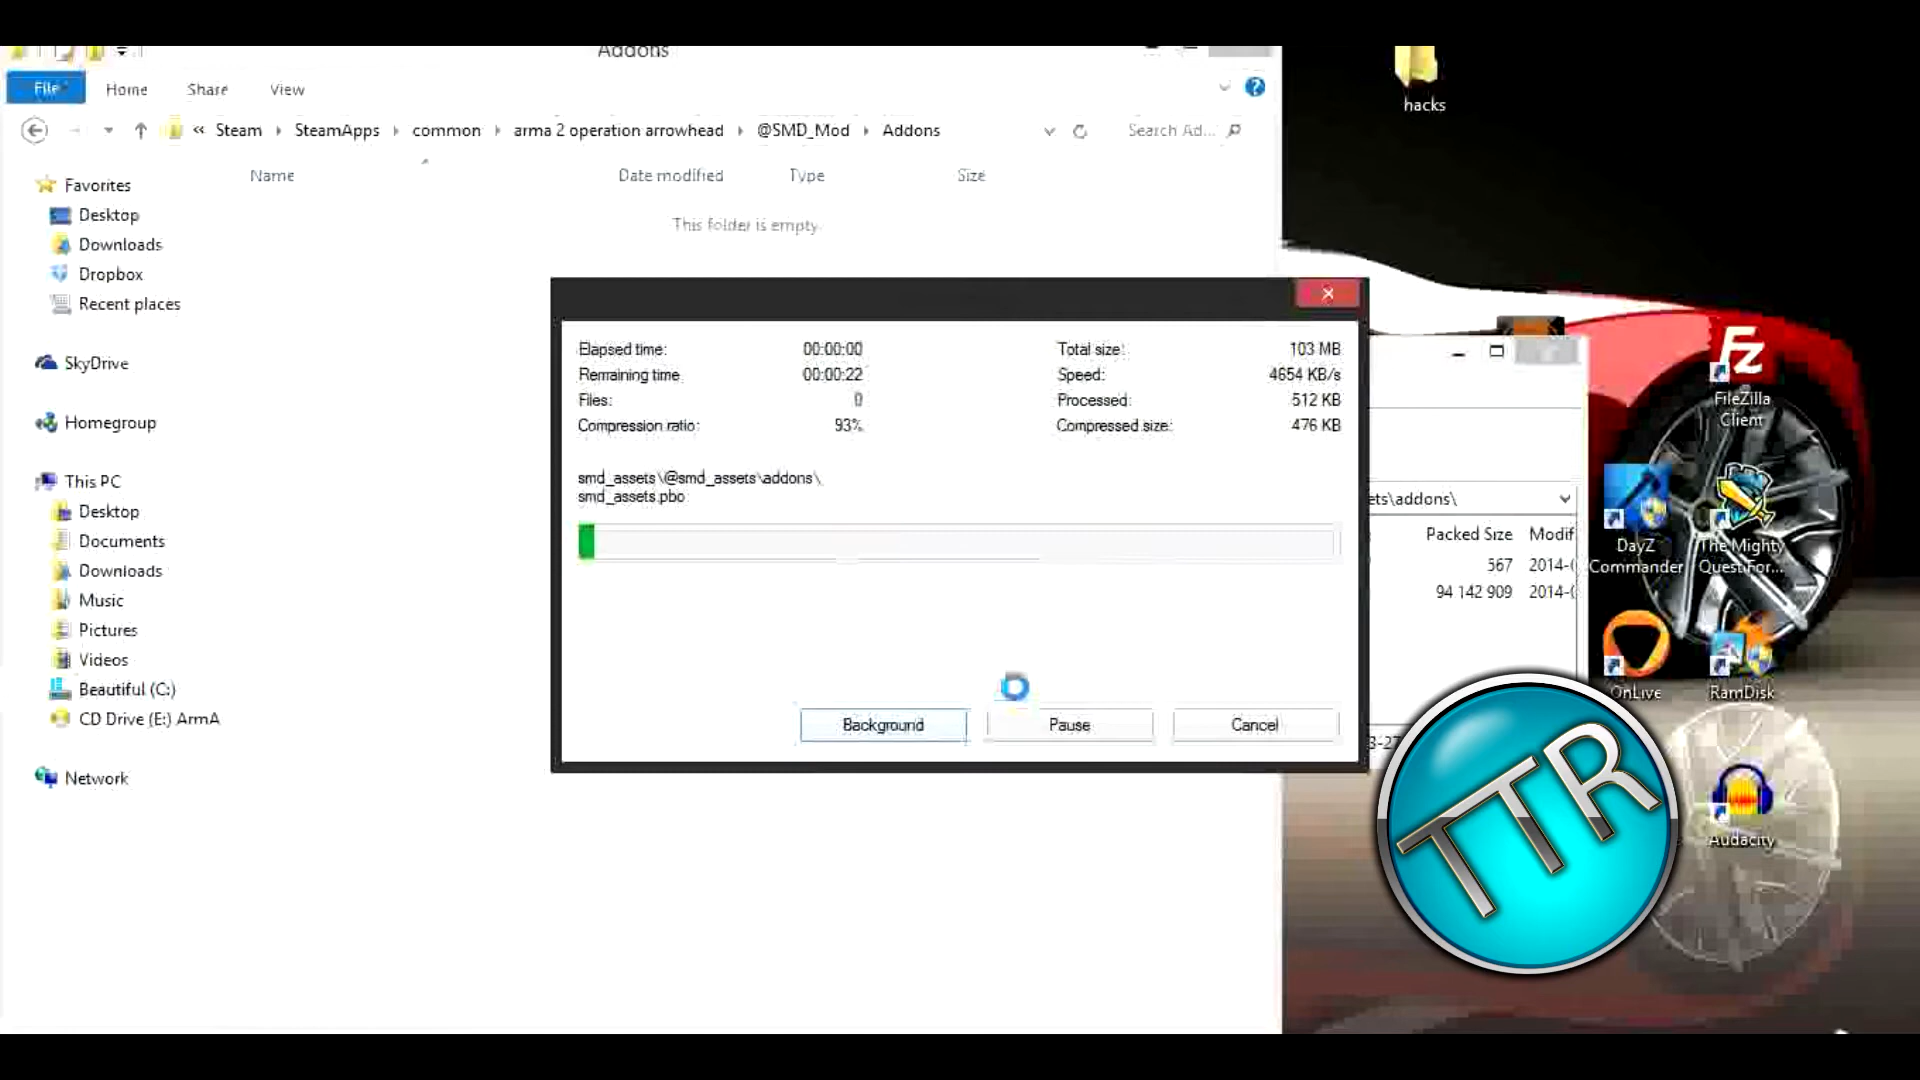 Addons
File Home Share View
« Steam SteamApps common arma 2 operation arrowhead @SMD_Mod Addons
Search Ad...
Name Date modified Type Size
This folder is empty.
Favorites
Desktop
Downloads
Dropbox
Recent places
SkyDrive
Homegroup
This PC
Desktop
Documents
Downloads
Music
Pictures
Videos
Beautiful (C:)
CD Drive (E:) ArmA
Network
Elapsed time: 00:00:00 Total size: 103 MB
Remaining time 00:00:22 Speed: 4654 KB/s
Files: 0 Processed: 512 KB
Compression ratio: 93% Compressed size: 476 KB
smd_assets\@smd_assets\addons\
smd_assets.pbo
Background Pause Cancel
ets\addons\
Packed Size Modif
567 2014-(
94 142 909 2014-(
3-27
hacks
FileZilla
Client
DayZ
Commander
The Mighty
Quest For...
OnLive
RamDisk
Audacity
TTR